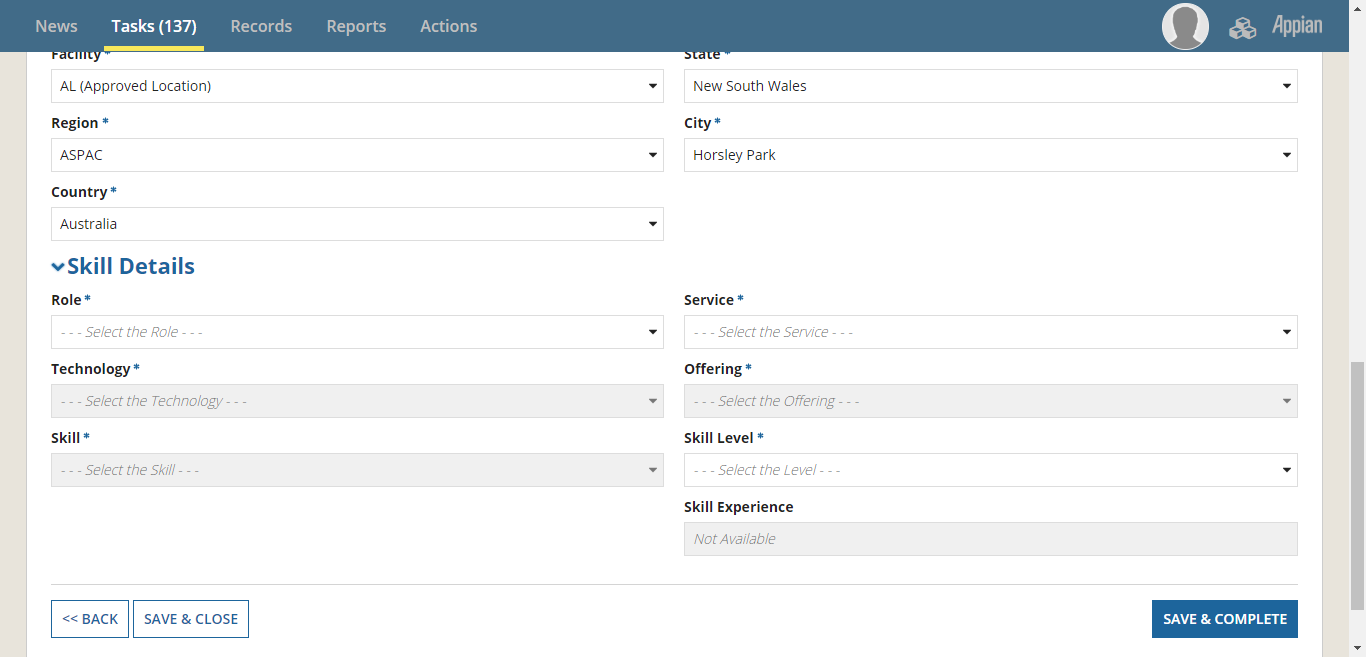 News Tasks (137) Records Reports Actions Appian
Facility * State *
AL (Approved Location) New South Wales
Region * City *
ASPAC Horsley Park
Country *
Australia
Skill Details
Role * Service *
- - - Select the Role - - - - - - Select the Service - - -
Technology * Offering *
- - - Select the Technology - - - - - - Select the Offering - - -
Skill * Skill Level *
- - - Select the Skill - - - - - - Select the Level - - -
Skill Experience
Not Available
<< BACK SAVE & CLOSE SAVE & COMPLETE